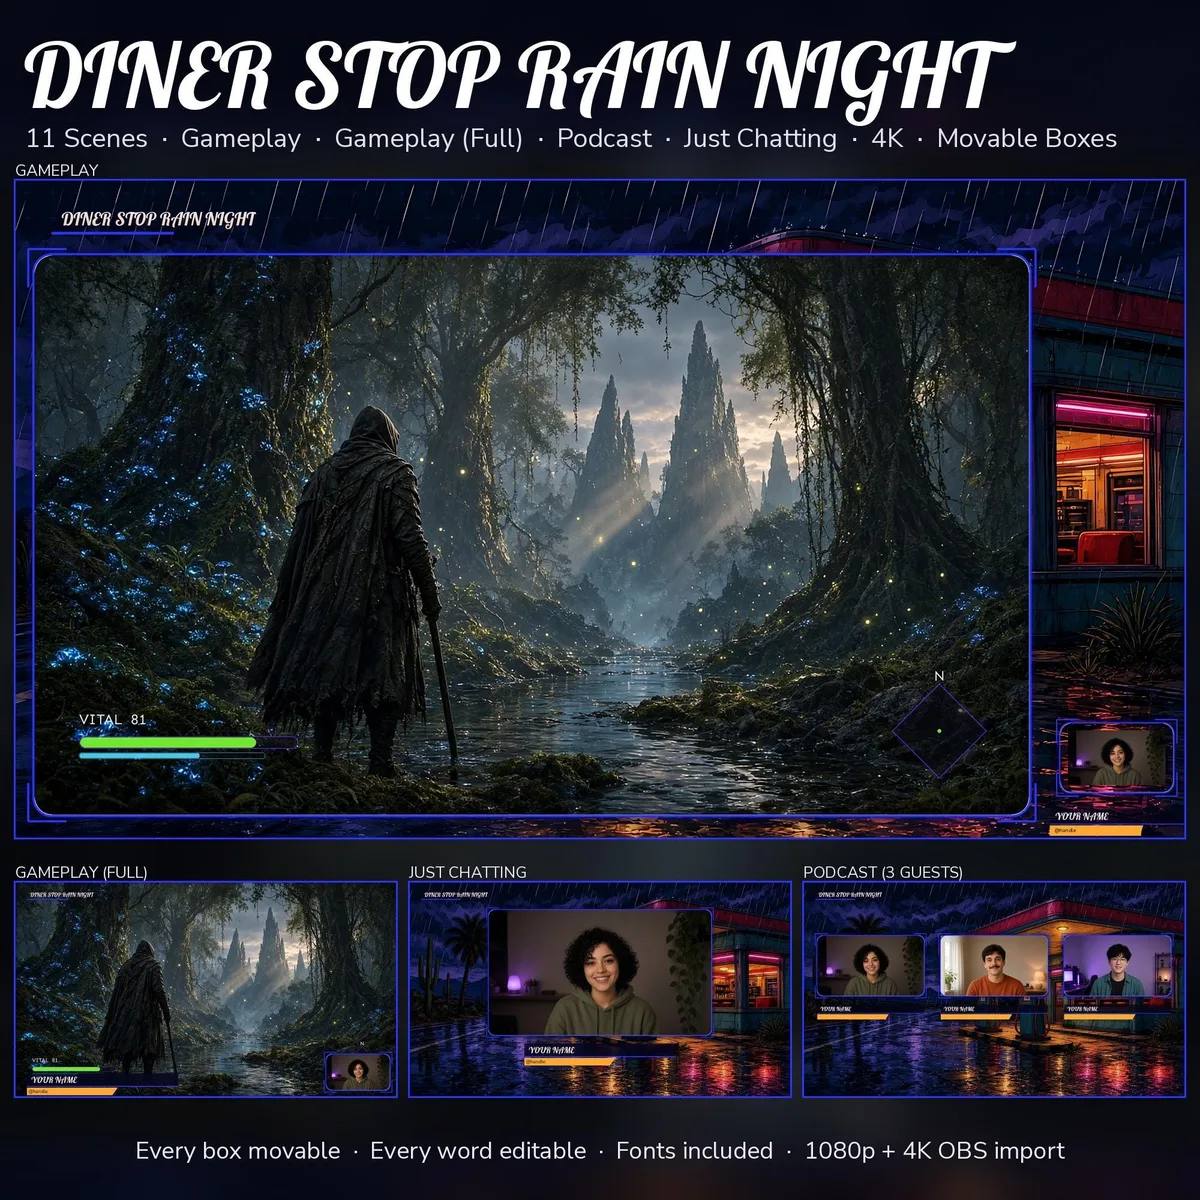 DINER STOP RAIN NIGHT
11 Scenes · Gameplay · Gameplay (Full) · Podcast · Just Chatting · 4K · Movable Boxes
GAMEPLAY
DINER STOP RAIN NIGHT
N
VITAL 81
YOUR NAME
@handle
GAMEPLAY (FULL)
DINER STOP RAIN NIGHT
N
VITAL 81
YOUR NAME
@handle
JUST CHATTING
DINER STOP RAIN NIGHT
YOUR NAME
@handle
PODCAST (3 GUESTS)
DINER STOP RAIN NIGHT
YOUR NAME
YOUR NAME
YOUR NAME
Every box movable · Every word editable · Fonts included · 1080p + 4K OBS import